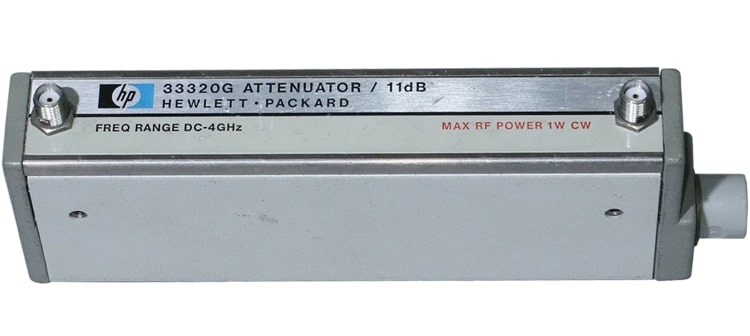 hp 33320G ATTENUATOR / 11dB
HEWLETT • PACKARD
FREQ RANGE DC-4GHz MAX RF POWER 1W CW